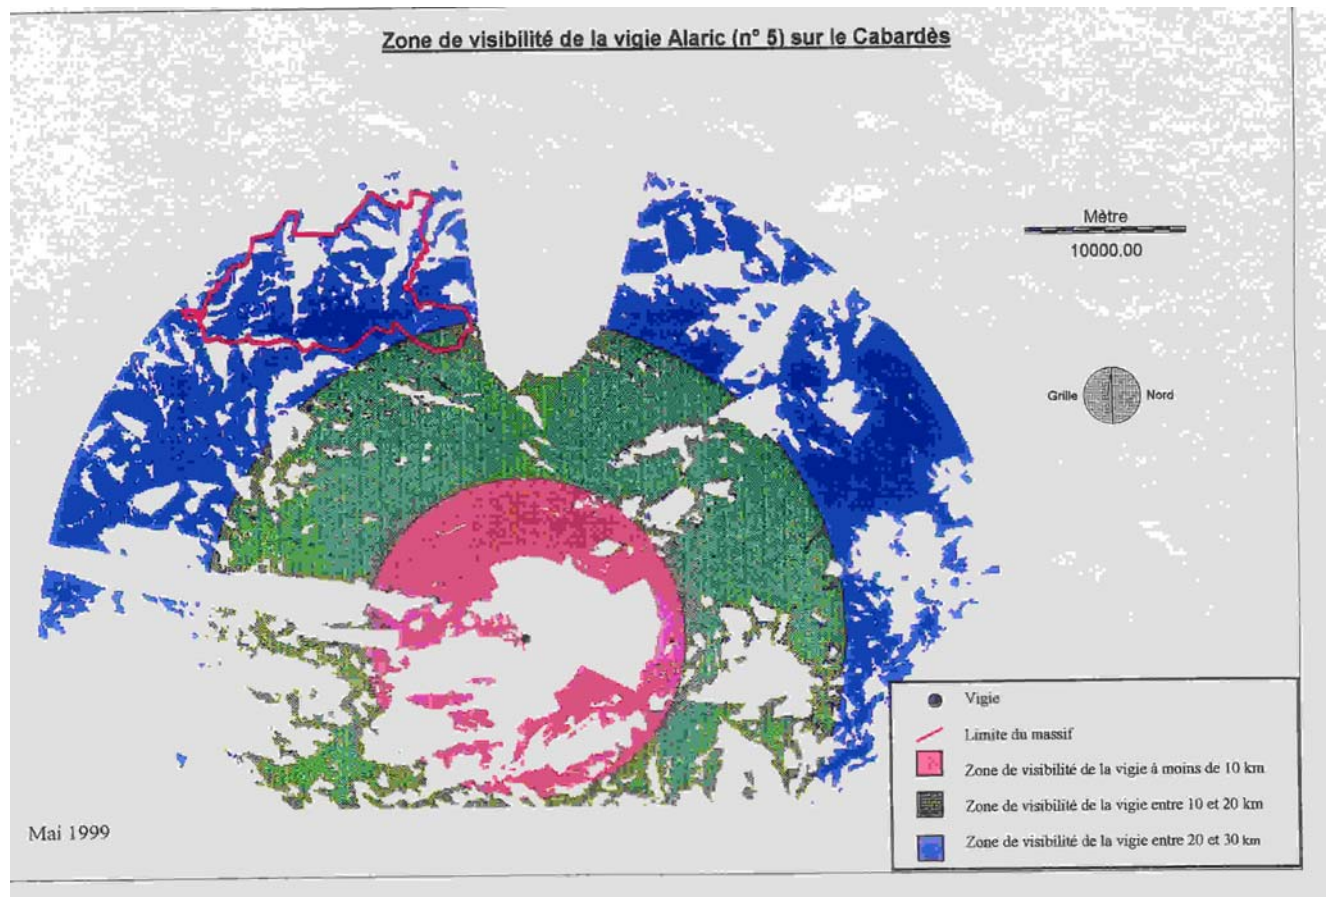 Zone de visibilité de la vigie Alaric (n° 5) sur le Cabardès
Mètre
10000.00
Grille
Nord
Vigie
Limite du massif
Zone de visibilité de la vigie à moins de 10 km
Zone de visibilité de la vigie entre 10 et 20 km
Zone de visibilité de la vigie entre 20 et 30 km
Mai 1999